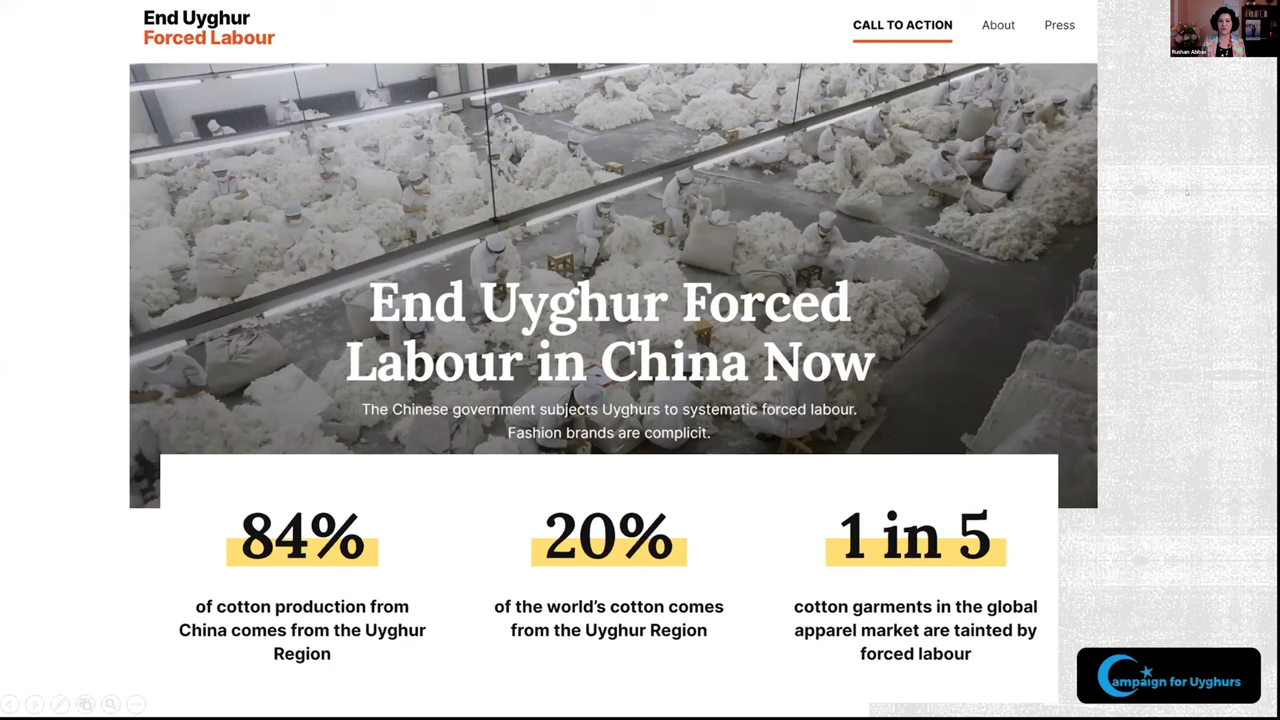 End Uyghur
Forced Labour
CALL TO ACTION
About
Press
Rushan Abbas
End Uyghur Forced
Labour in China Now
The Chinese government subjects Uyghurs to systematic forced labour.
Fashion brands are complicit.
84%
of cotton production from
China comes from the Uyghur
Region
20%
of the world’s cotton comes
from the Uyghur Region
1 in 5
cotton garments in the global
apparel market are tainted by
forced labour
Campaign for Uyghurs